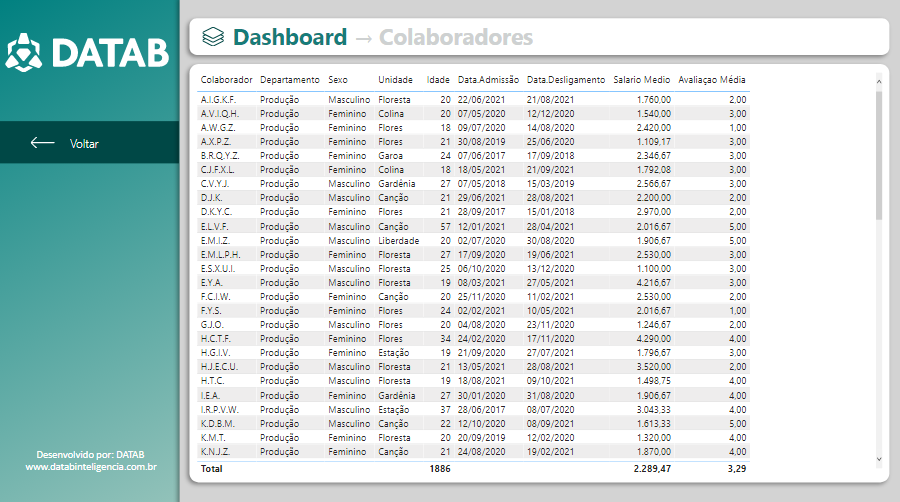 DATAB
Voltar
Desenvolvido por: DATAB
www.databinteligencia.com.br
Dashboard → Colaboradores
Colaborador Departamento Sexo Unidade Idade Data.Admissão Data.Desligamento Salario Medio Avaliaçao Média
A.I.G.K.F. Produção Masculino Floresta 20 22/06/2021 21/08/2021 1.760,00 2,00
A.V.I.Q.H. Produção Feminino Colina 20 07/05/2020 12/12/2020 1.540,00 3,00
A.W.G.Z. Produção Feminino Flores 18 09/07/2020 14/08/2020 2.420,00 1,00
A.X.P.Z. Produção Feminino Flores 21 30/08/2019 25/06/2020 1.109,17 3,00
B.R.Q.Y.Z. Produção Feminino Garoa 24 07/06/2017 17/09/2018 2.346,67 3,00
C.J.F.X.L. Produção Feminino Colina 18 18/05/2021 21/09/2021 1.792,08 3,00
C.V.Y.J. Produção Masculino Gardênia 27 07/05/2018 15/03/2019 2.566,67 3,00
D.J.K. Produção Masculino Canção 21 29/06/2021 28/08/2021 2.200,00 2,00
D.K.Y.C. Produção Feminino Flores 21 28/09/2017 15/01/2018 2.970,00 2,00
E.L.V.F. Produção Masculino Canção 57 12/01/2021 28/04/2021 2.016,67 5,00
E.M.I.Z. Produção Masculino Liberdade 20 02/07/2020 30/08/2020 1.906,67 5,00
E.M.L.P.H. Produção Feminino Floresta 27 17/09/2020 19/06/2021 2.530,00 3,00
E.S.X.U.I. Produção Masculino Floresta 25 06/10/2020 13/12/2020 1.100,00 3,00
E.Y.A. Produção Masculino Floresta 19 08/03/2021 27/05/2021 4.216,67 3,00
F.C.I.W. Produção Feminino Canção 20 25/11/2020 11/02/2021 2.530,00 2,00
F.Y.S. Produção Feminino Flores 24 02/02/2021 10/05/2021 2.016,67 1,00
G.J.O. Produção Masculino Flores 20 04/08/2020 23/11/2020 1.246,67 2,00
H.C.T.F. Produção Feminino Flores 34 24/02/2020 17/11/2020 4.290,00 4,00
H.G.I.V. Produção Feminino Estação 19 21/09/2020 27/07/2021 1.796,67 3,00
H.J.E.C.U. Produção Masculino Floresta 21 13/05/2021 28/08/2021 3.520,00 2,00
H.T.C. Produção Masculino Floresta 19 18/08/2021 09/10/2021 1.498,75 4,00
I.E.A. Produção Feminino Gardênia 27 30/01/2020 31/08/2020 1.906,67 4,00
I.R.P.V.W. Produção Masculino Estação 37 28/06/2017 08/07/2020 3.043,33 4,00
K.D.B.M. Produção Masculino Canção 22 12/10/2020 08/09/2021 1.613,33 5,00
K.M.T. Produção Feminino Floresta 20 20/09/2019 12/02/2020 1.320,00 4,00
K.N.J.Z. Produção Feminino Canção 21 24/08/2020 19/02/2021 1.870,00 4,00
Total 1886 2.289,47 3,29